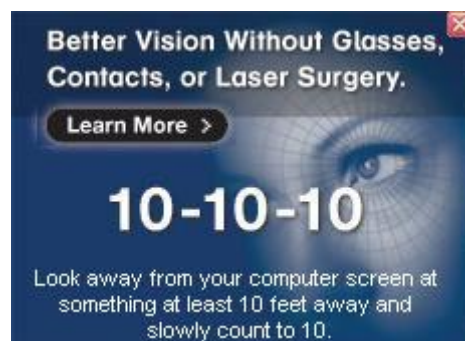 Better Vision Without Glasses,
Contacts, or Laser Surgery.
Learn More >
10-10-10
Look away from your computer screen at
something at least 10 feet away and
slowly count to 10.